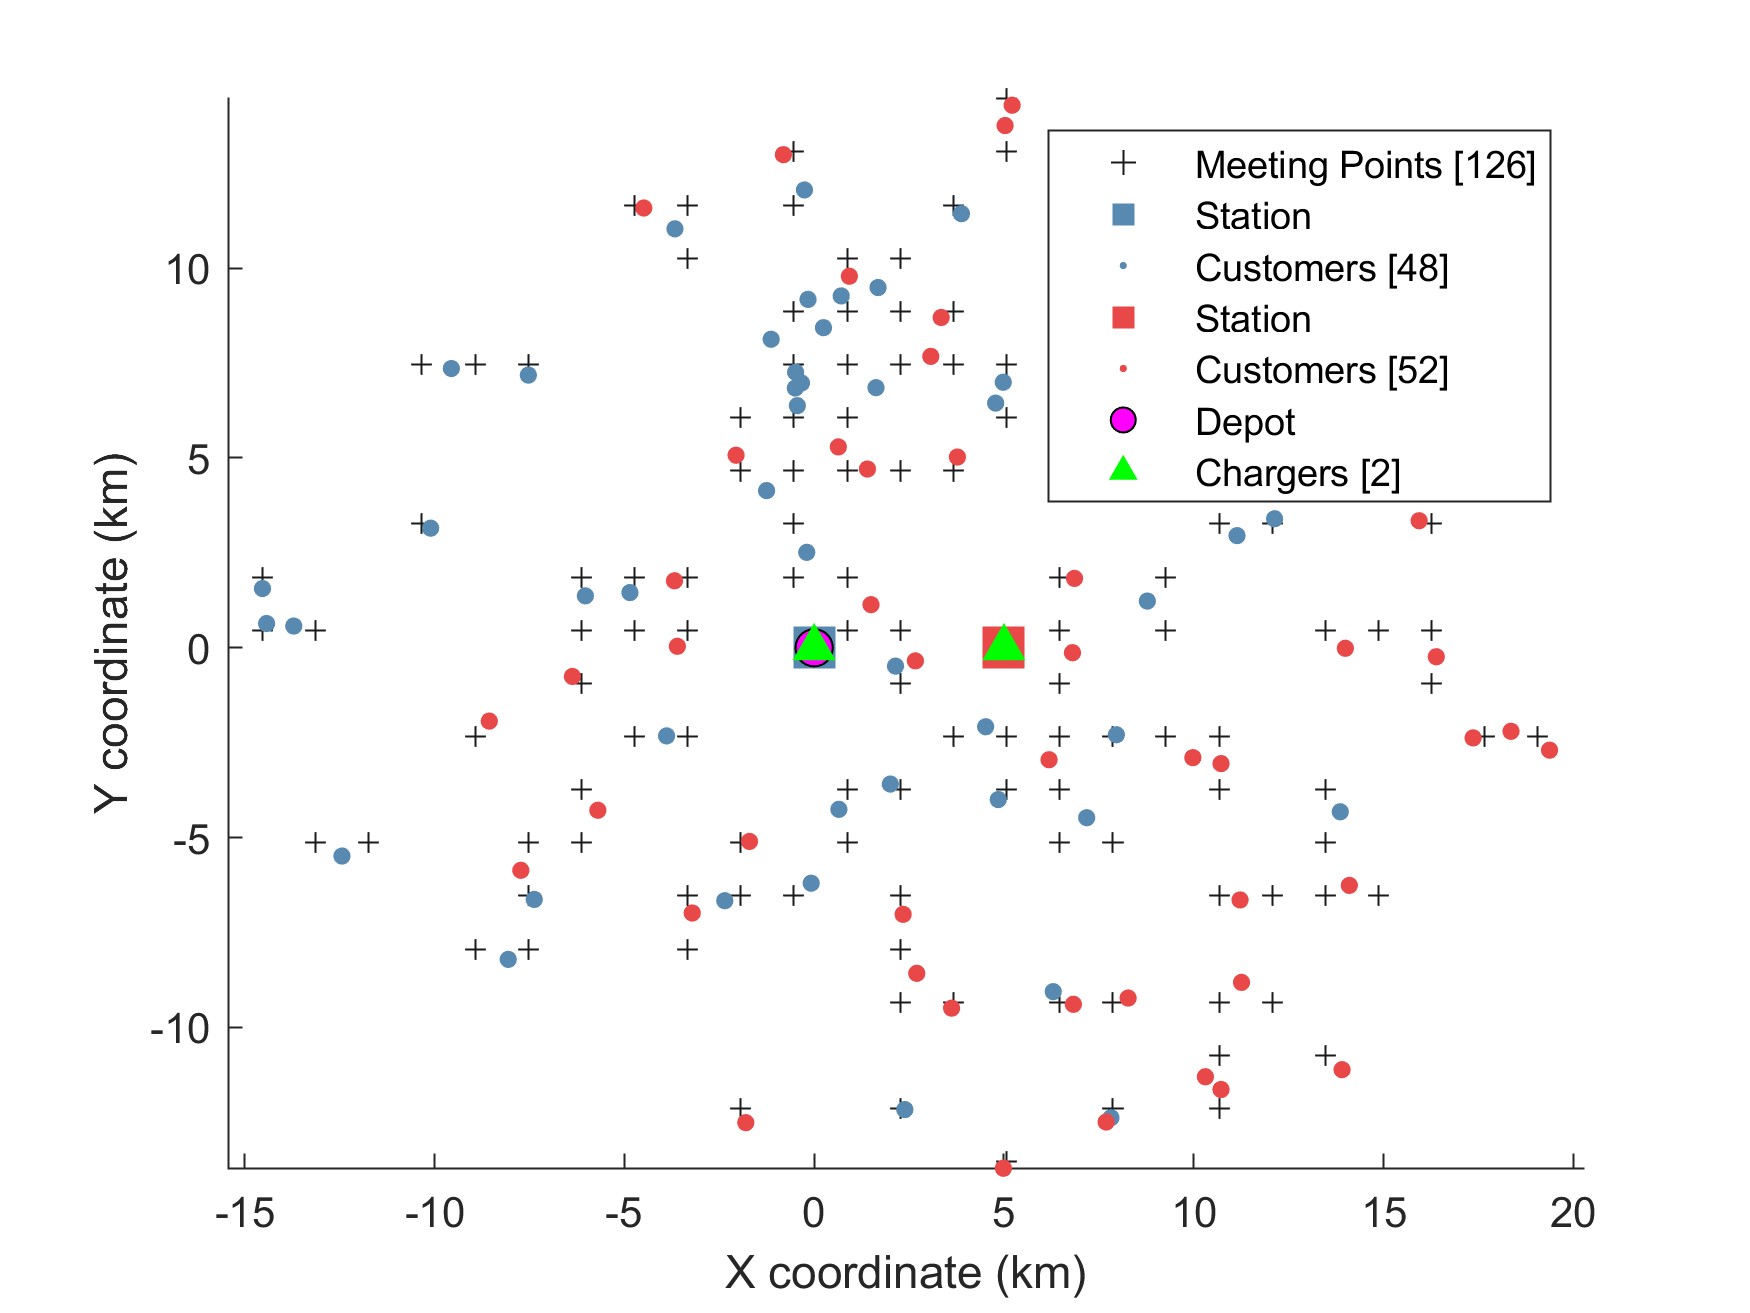 Meeting Points [126]
Station
Customers [48]
Station
Customers [52]
Depot
Chargers [2]
10
5
0
-5
-10
Y coordinate (km)
-15 -10 -5 0 5 10 15 20
X coordinate (km)